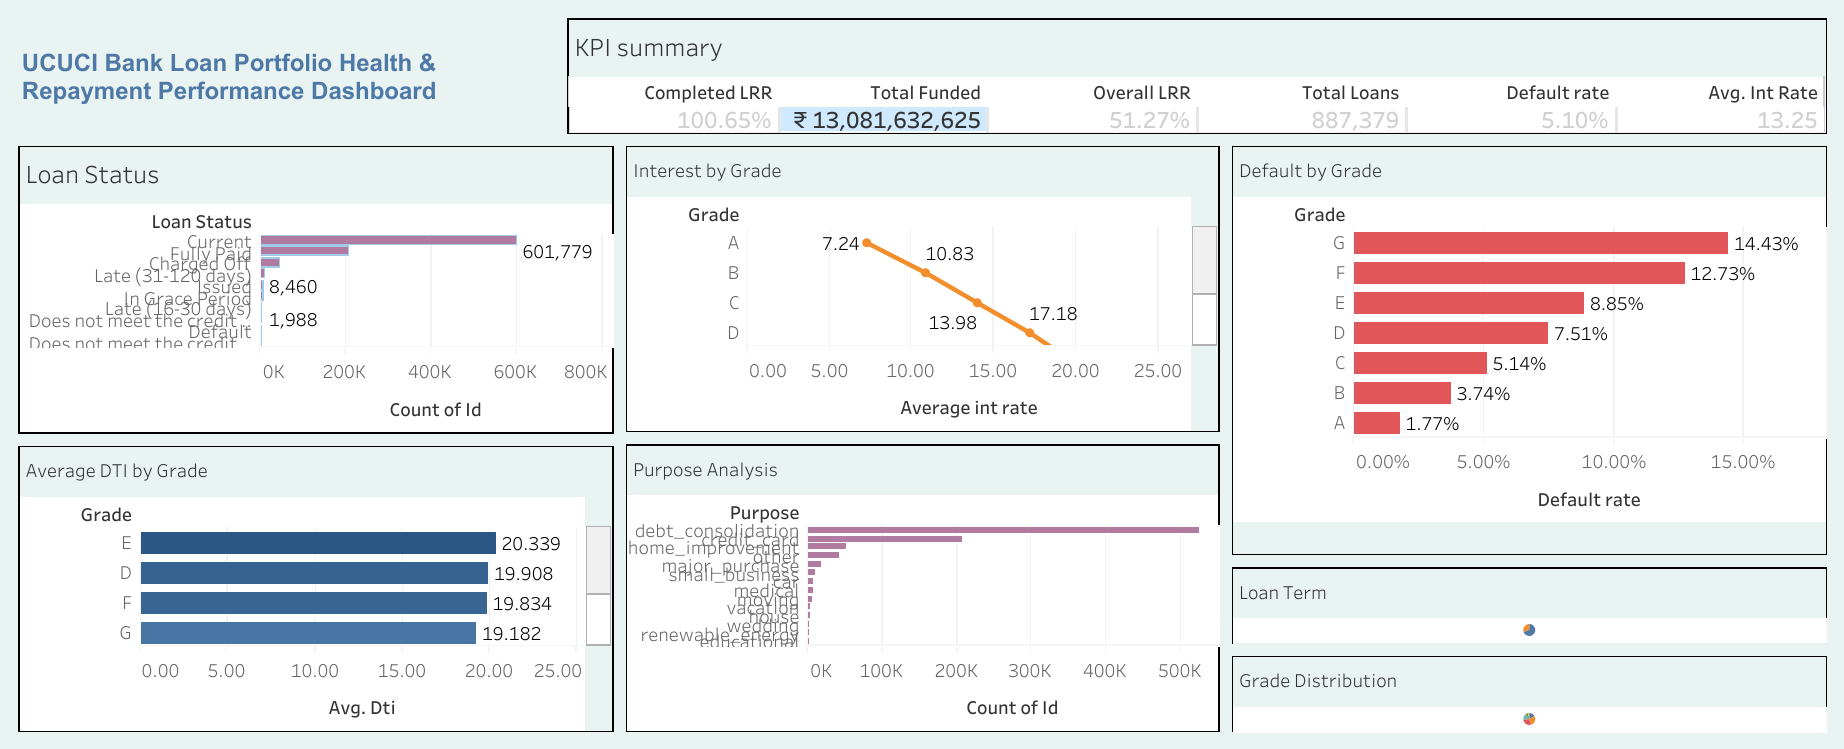 UCUCI Bank Loan Portfolio Health &
Repayment Performance Dashboard
KPI summary
Completed LRR Total Funded Overall LRR Total Loans Default rate Avg. Int Rate
100.65% ₹ 13,081,632,625 51.27% 887,379 5.10% 13.25
Loan Status
Loan Status
Current
Fully Paid
Charged Off
Late (31-120 days)
Issued
In Grace Period
Late (16-30 days)
Does not meet the credit ...
Default
Does not meet the credit ...
601,779
8,460
1,988
0K 200K 400K 600K 800K
Count of Id
Interest by Grade
Grade
A 7.24
B 10.83
C 13.98
D 17.18
0.00 5.00 10.00 15.00 20.00 25.00
Average int rate
Default by Grade
Grade
G 14.43%
F 12.73%
E 8.85%
D 7.51%
C 5.14%
B 3.74%
A 1.77%
0.00% 5.00% 10.00% 15.00%
Default rate
Average DTI by Grade
Grade
E 20.339
D 19.908
F 19.834
G 19.182
0.00 5.00 10.00 15.00 20.00 25.00
Avg. Dti
Purpose Analysis
Purpose
debt_consolidation
credit_card
home_improvement
other
major_purchase
small_business
car
medical
moving
vacation
house
wedding
renewable_energy
educational
0K 100K 200K 300K 400K 500K
Count of Id
Loan Term
Grade Distribution